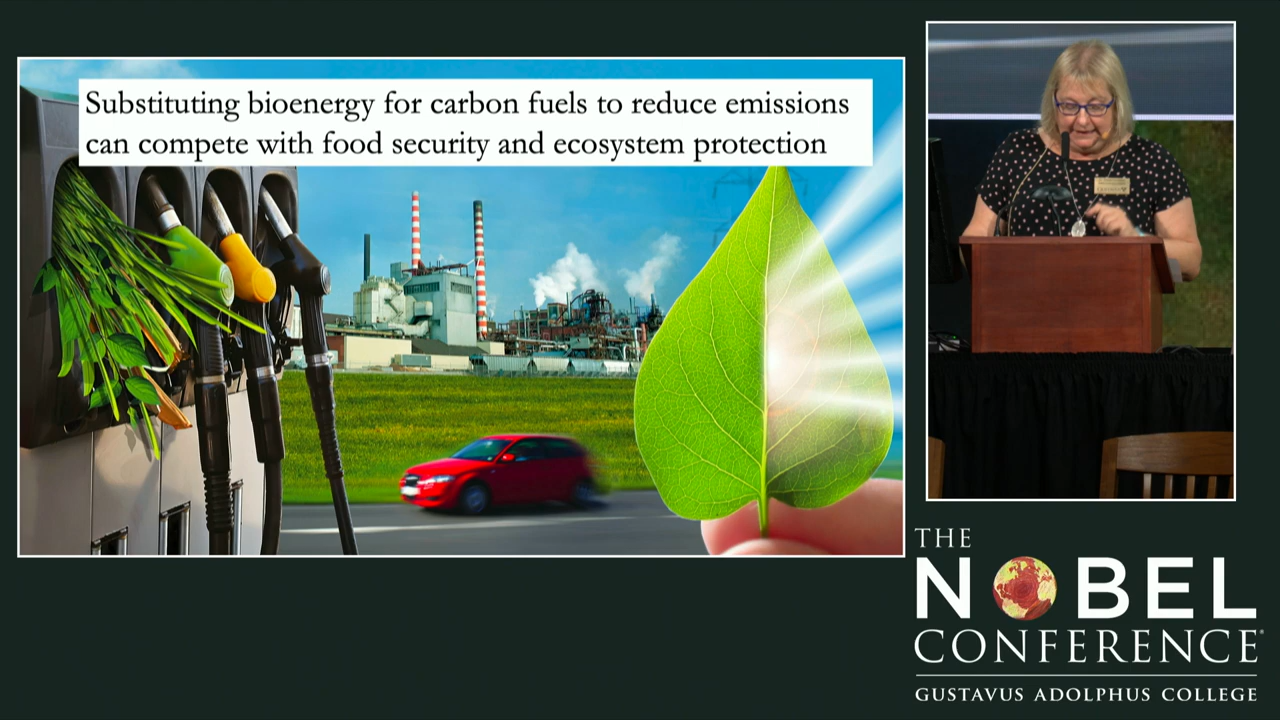 Substituting bioenergy for carbon fuels to reduce emissions
can compete with food security and ecosystem protection
THE
NOBEL
CONFERENCE®
GUSTAVUS ADOLPHUS COLLEGE